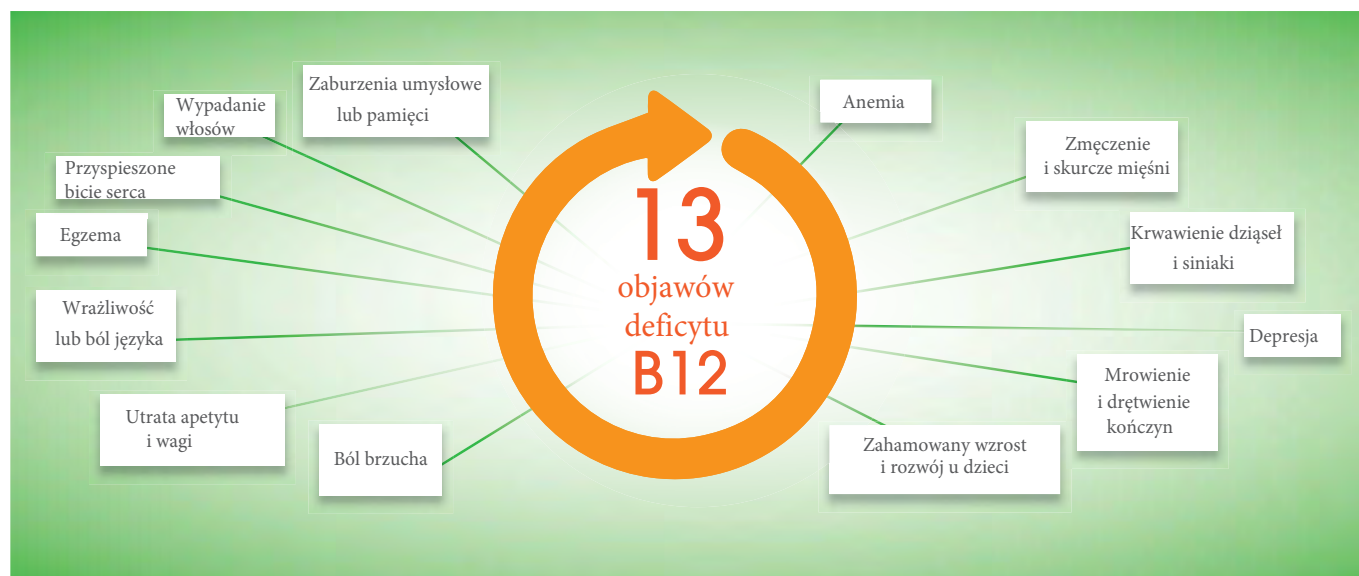 13
objawów
deficytu
B12
Anemia
Zmęczenie
i skurcze mięśni
Krwawienie dziąseł
i siniaki
Depresja
Mrowienie
i drętwienie
kończyn
Zahamowany wzrost
i rozwój u dzieci
Ból brzucha
Utrata apetytu
i wagi
Wrażliwość
lub ból języka
Egzema
Przyspieszone
bicie serca
Wypadanie
włosów
Zaburzenia umysłowe
lub pamięci